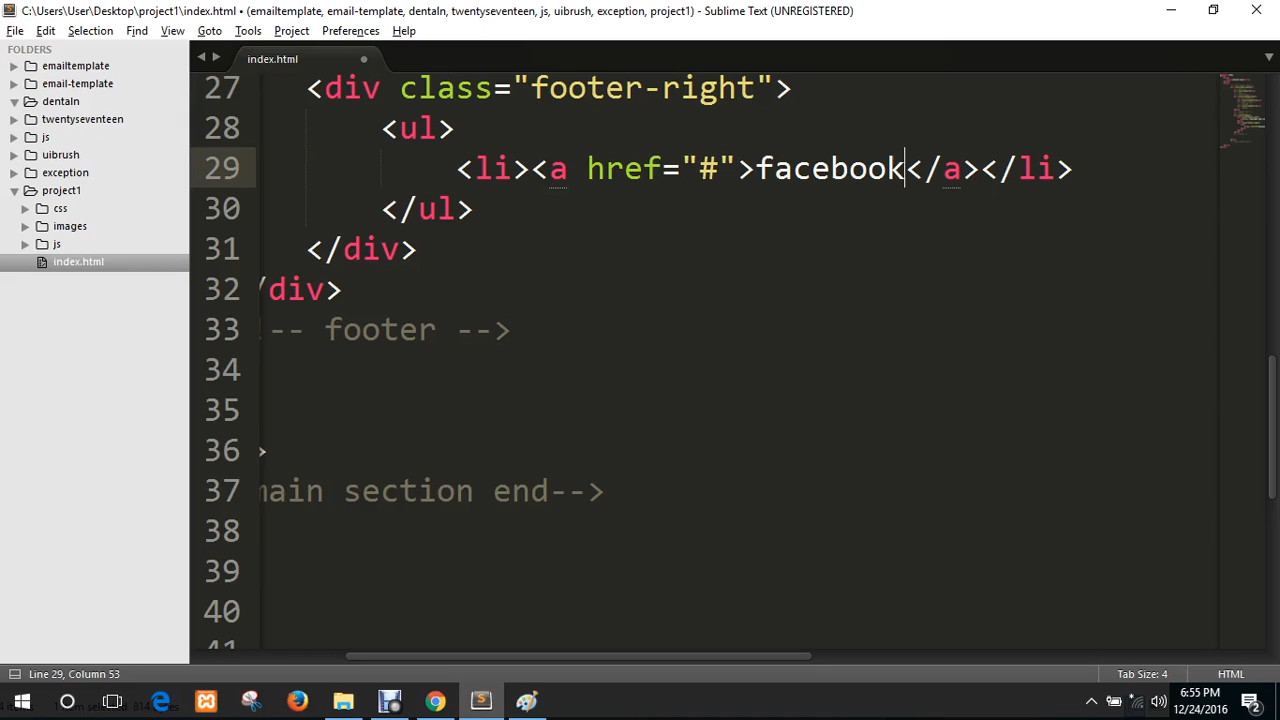 C:\Users\User\Desktop\project1\index.html • (emailtemplate, email-template, dentaln, twentyseventeen, js, uibrush, exception, project1) - Sublime Text (UNREGISTERED)
File Edit Selection Find View Goto Tools Project Preferences Help
FOLDERS
emailtemplate
email-template
dentaln
twentyseventeen
js
uibrush
exception
project1
css
images
js
index.html
index.html
27 <div class="footer-right">
28 <ul>
29 <li><a href="#">facebook</a></li>
30 </ul>
31 </div>
32 /div>
33 -- footer -->
34
35
36 >
37 main section end-->
38
39
40
41
Line 29, Column 53
Tab Size: 4 HTML
6:55 PM
12/24/2016
2